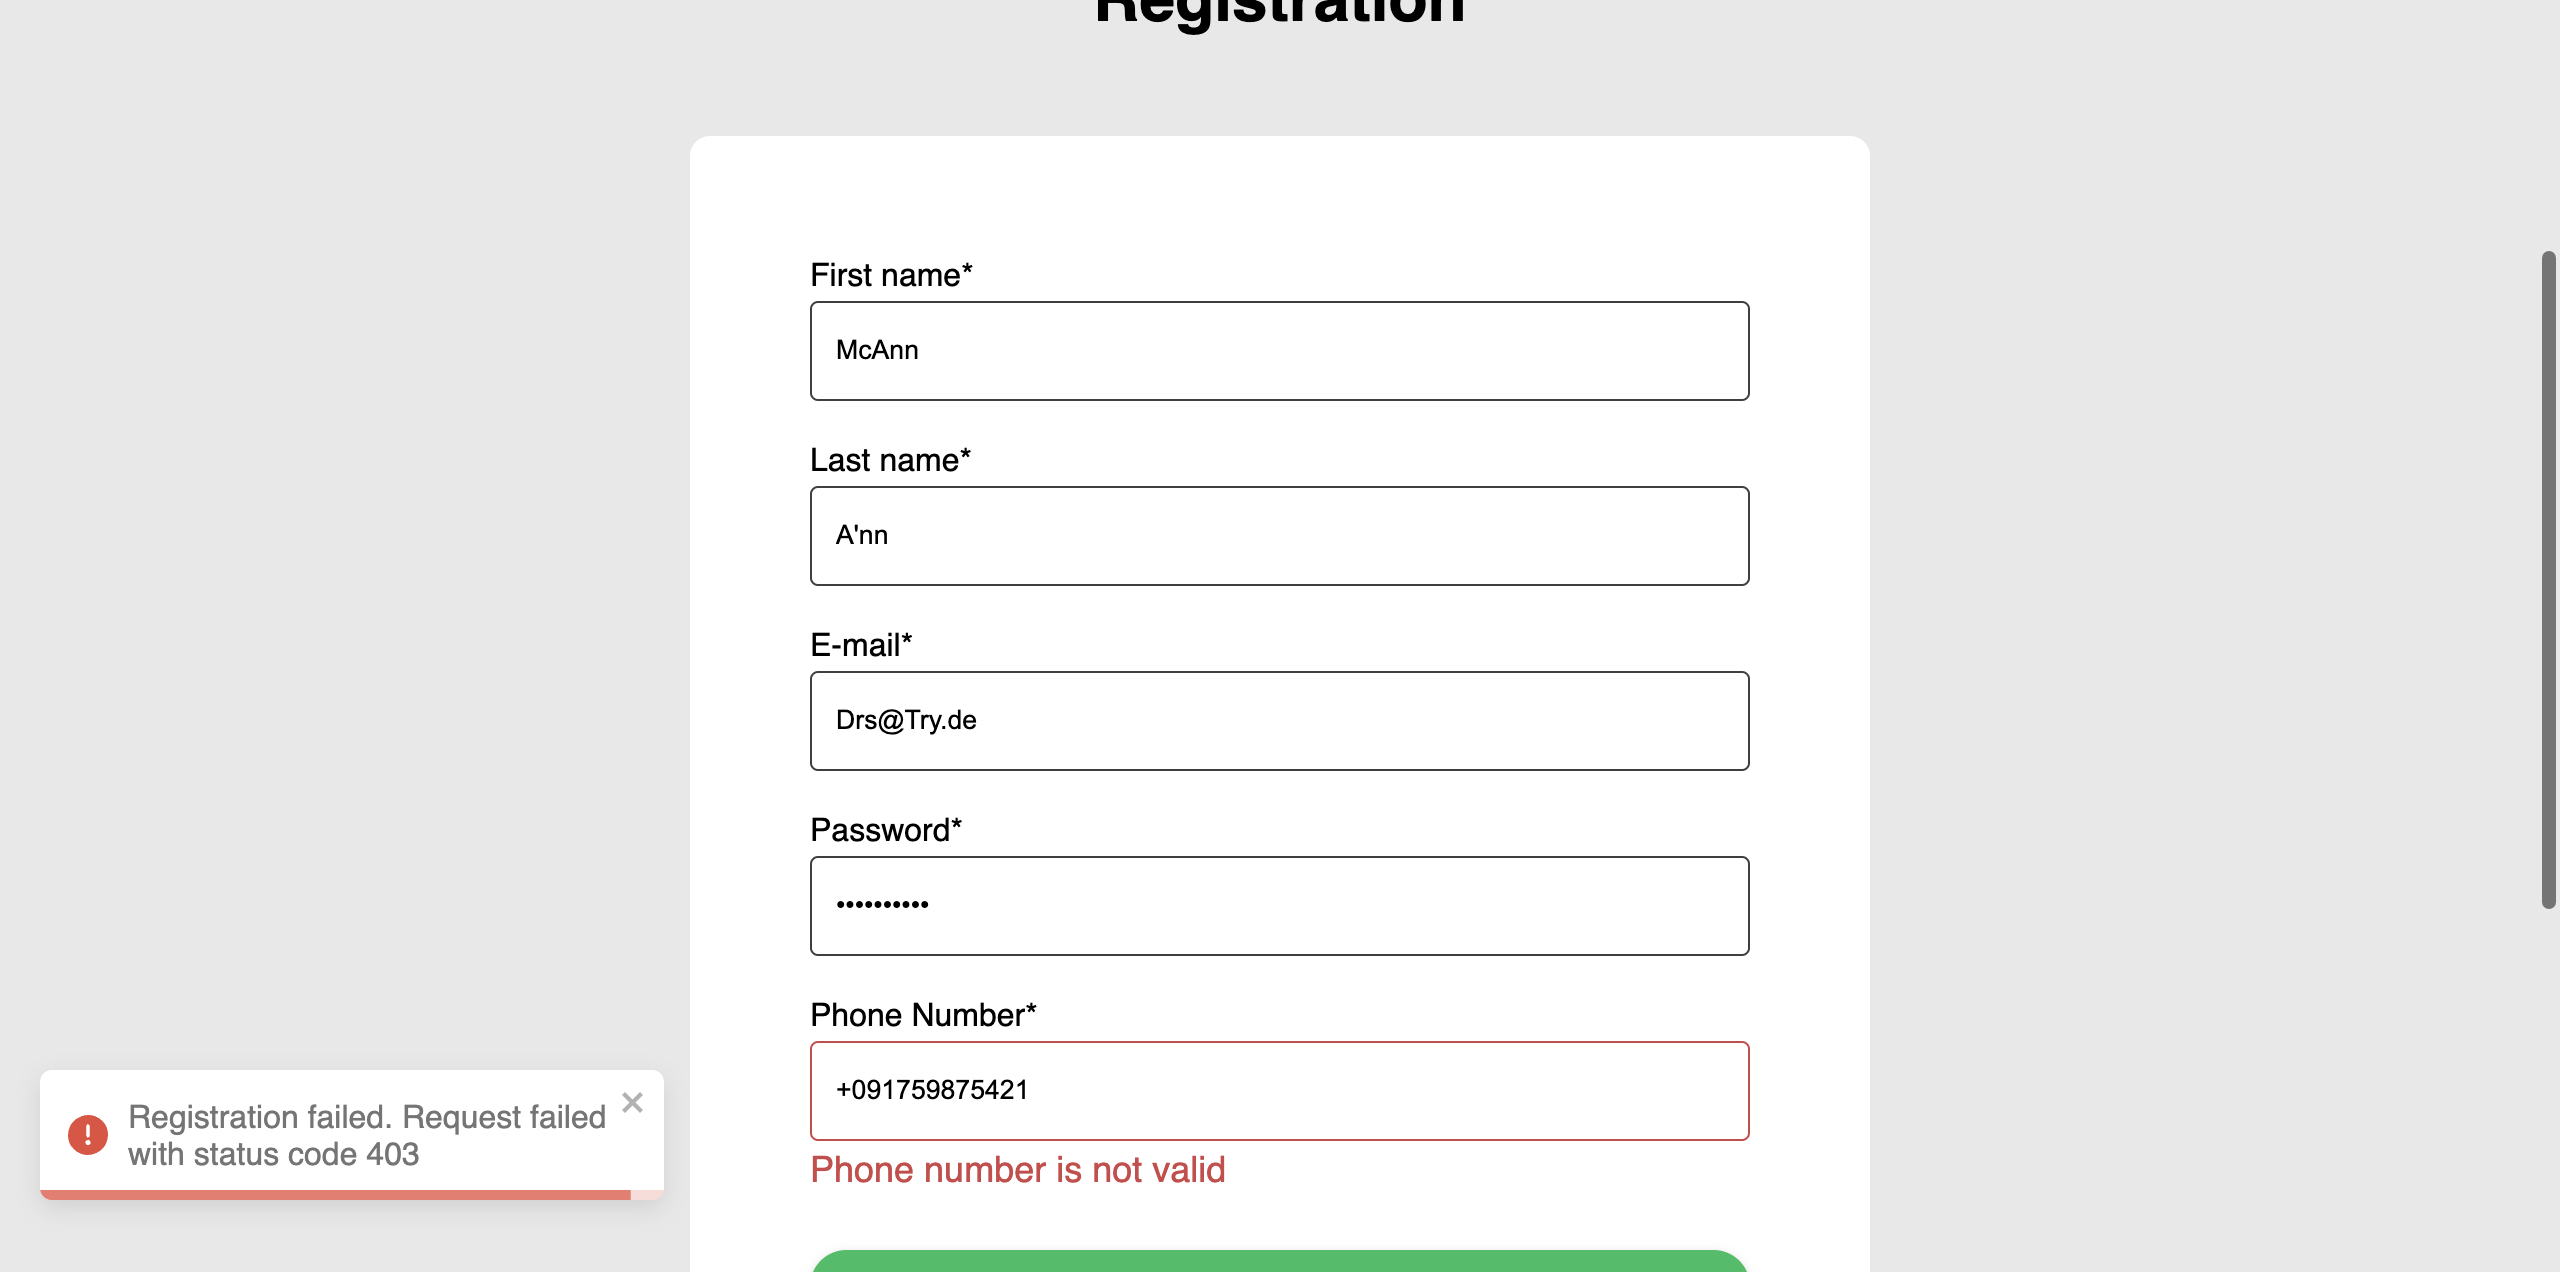 Registration
First name*
McAnn
Last name*
A'nn
E-mail*
Drs@Try.de
Password*
••••••••••
Phone Number*
+091759875421
Phone number is not valid
Registration failed. Request failed
with status code 403